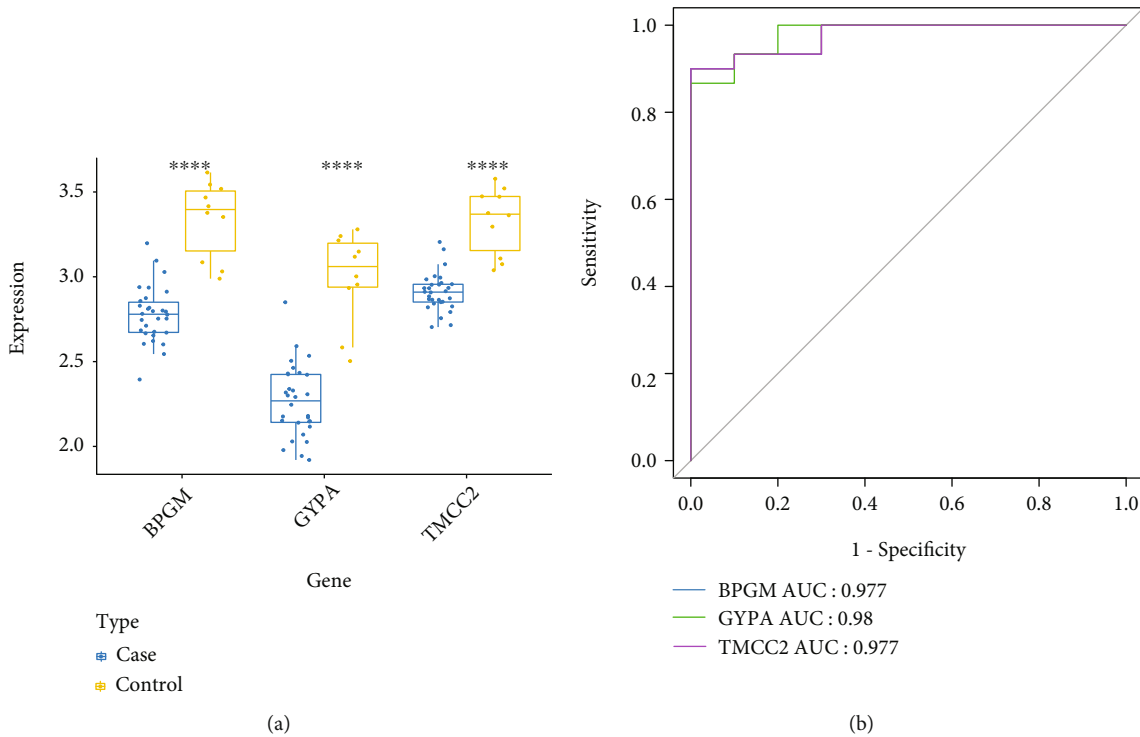 ****
****
****
3.5
3.0
2.5
2.0
Expression
BPGM
GYPA
TMCC2
Gene
Type
Case
Control
(a)
1.0
0.8
0.6
0.4
0.2
0.0
Sensitivity
0.0
0.2
0.4
0.6
0.8
1.0
1 - Specificity
BPGM AUC : 0.977
GYPA AUC : 0.98
TMCC2 AUC : 0.977
(b)